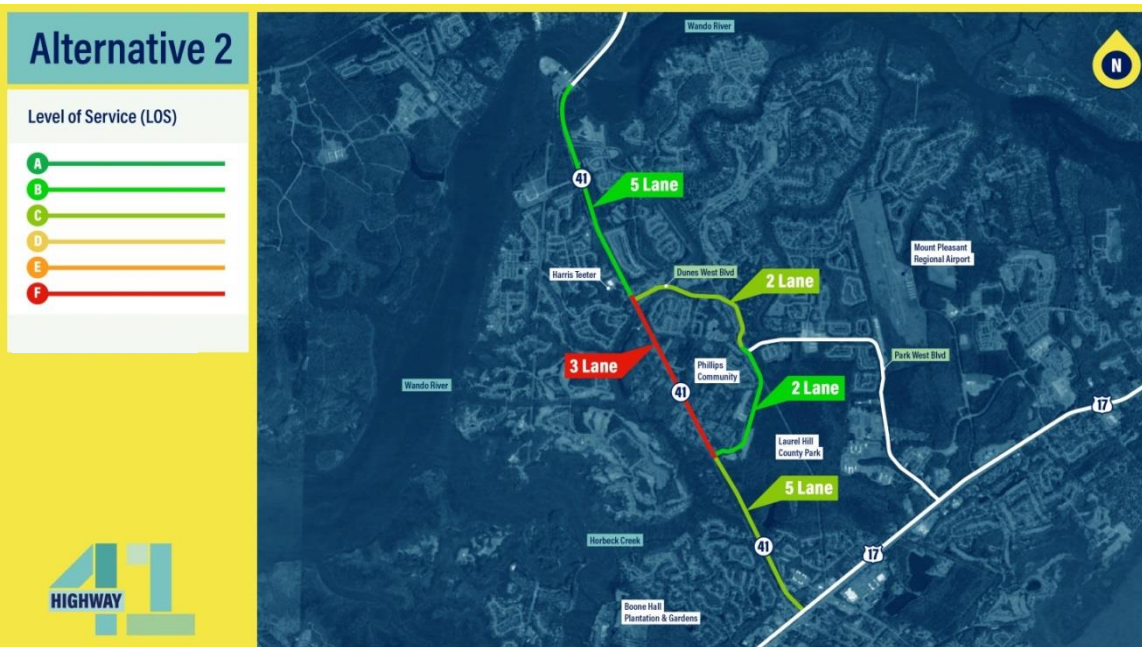 Alternative 2
Level of Service (LOS)
A
B
C
D
E
F
41
HIGHWAY
Wando River
N
41
5 Lane
Mount Pleasant
Regional Airport
Harris Teeter
Dunes West Blvd
2 Lane
3 Lane
Phillips
Community
Park West Blvd
Wando River
41
2 Lane
17
Laurel Hill
County Park
5 Lane
Horbeck Creek
41
17
Boone Hall
Plantation & Gardens